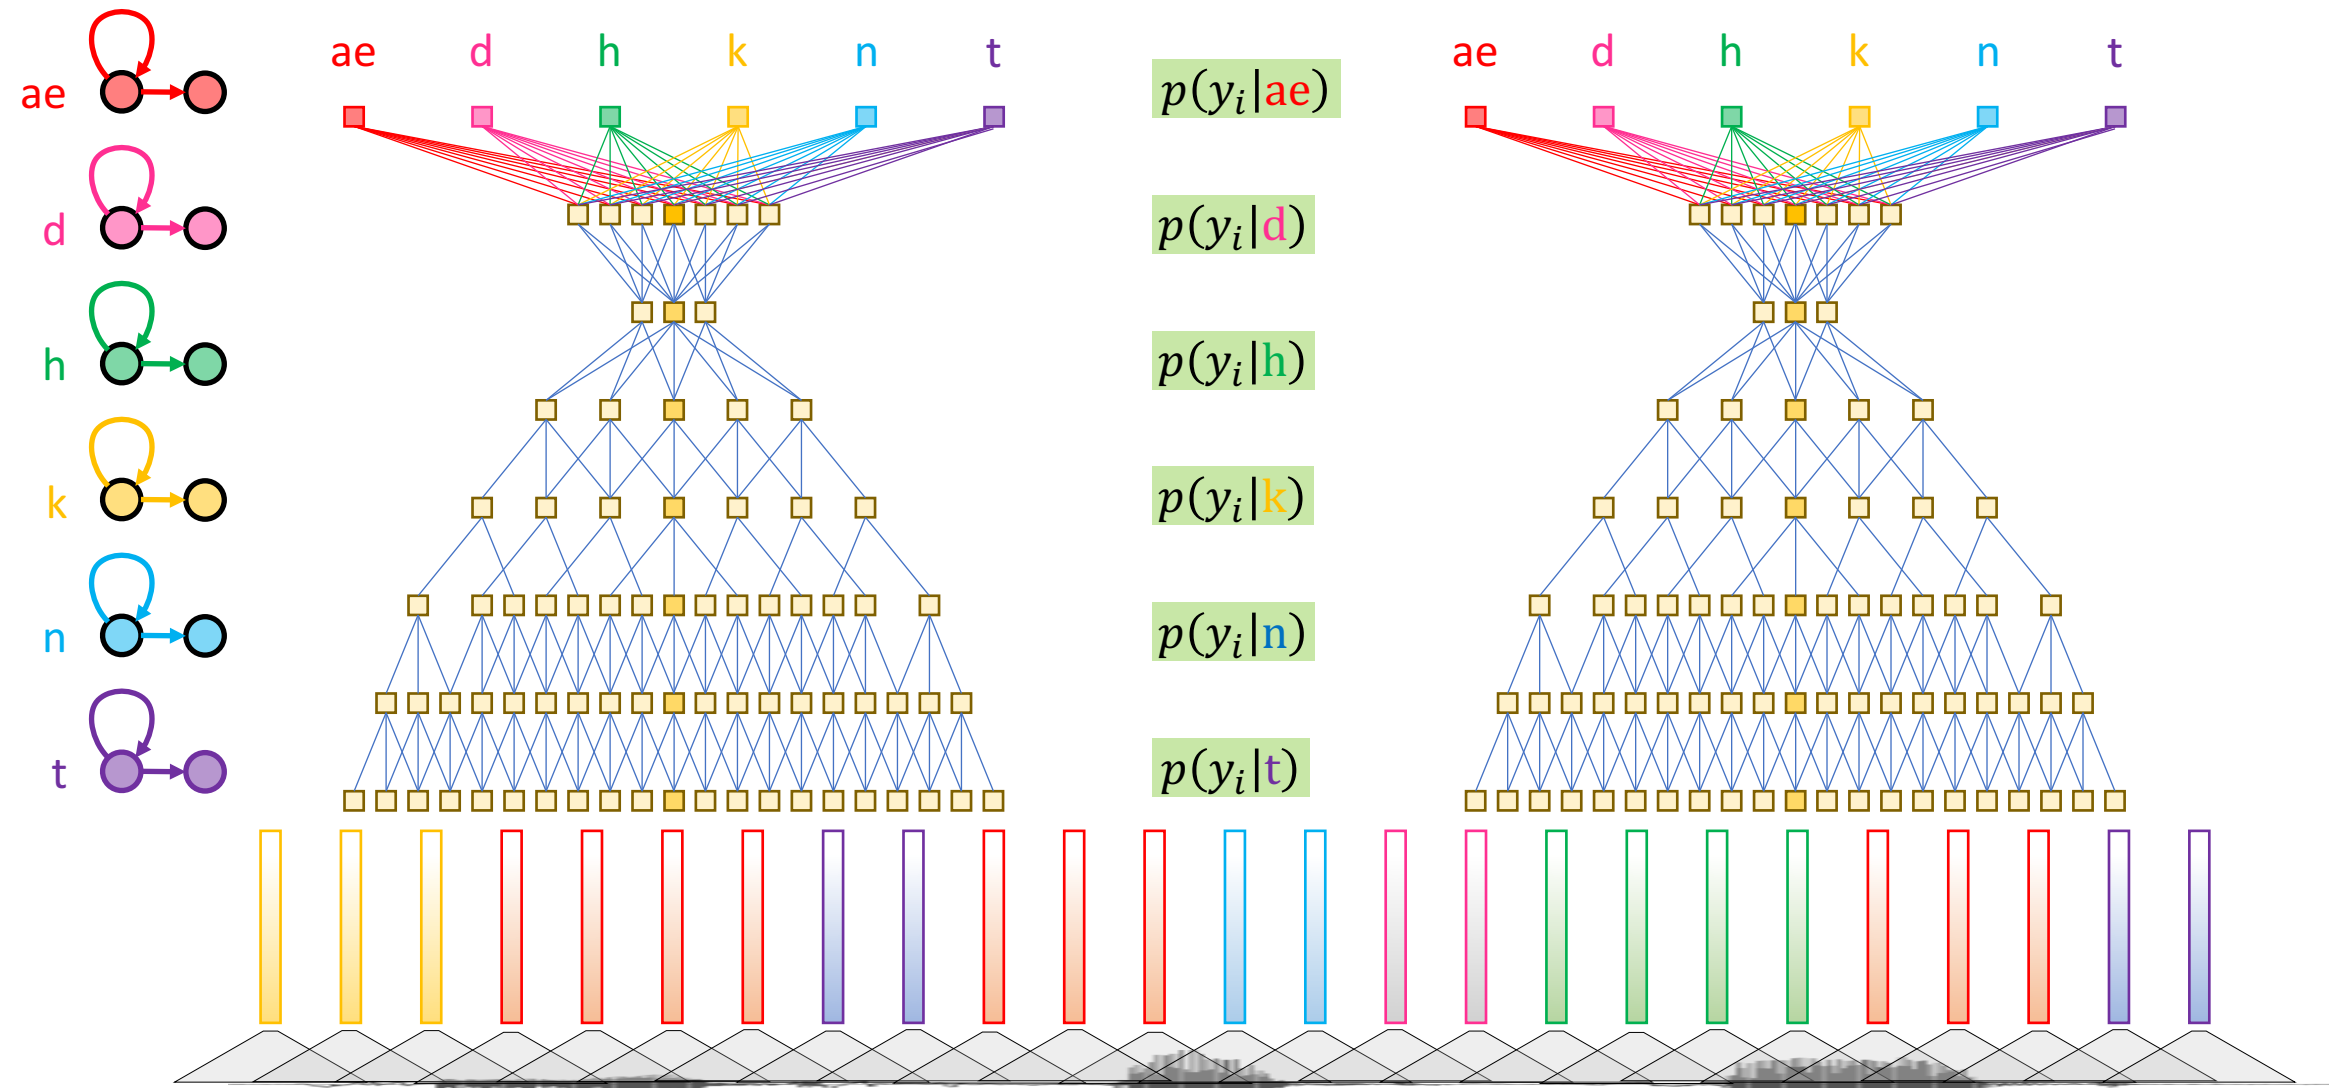 ae d h k n t
ae d h k n t
ae
d
h
k
n
t
p(y_i|ae)
p(y_i|d)
p(y_i|h)
p(y_i|k)
p(y_i|n)
p(y_i|t)